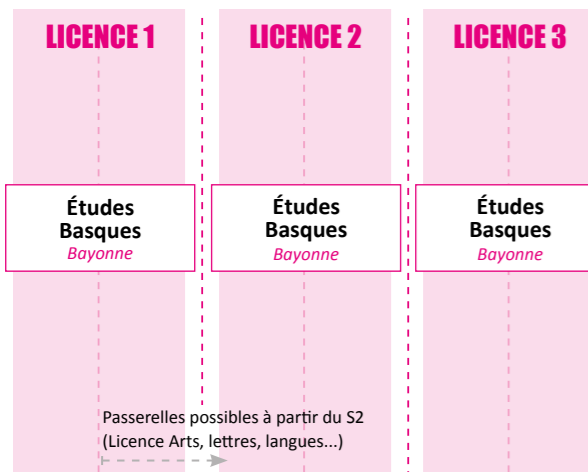 LICENCE 1
LICENCE 2
LICENCE 3
Études
Basques
Bayonne
Études
Basques
Bayonne
Études
Basques
Bayonne
Passerelles possibles à partir du S2
(Licence Arts, lettres, langues...)